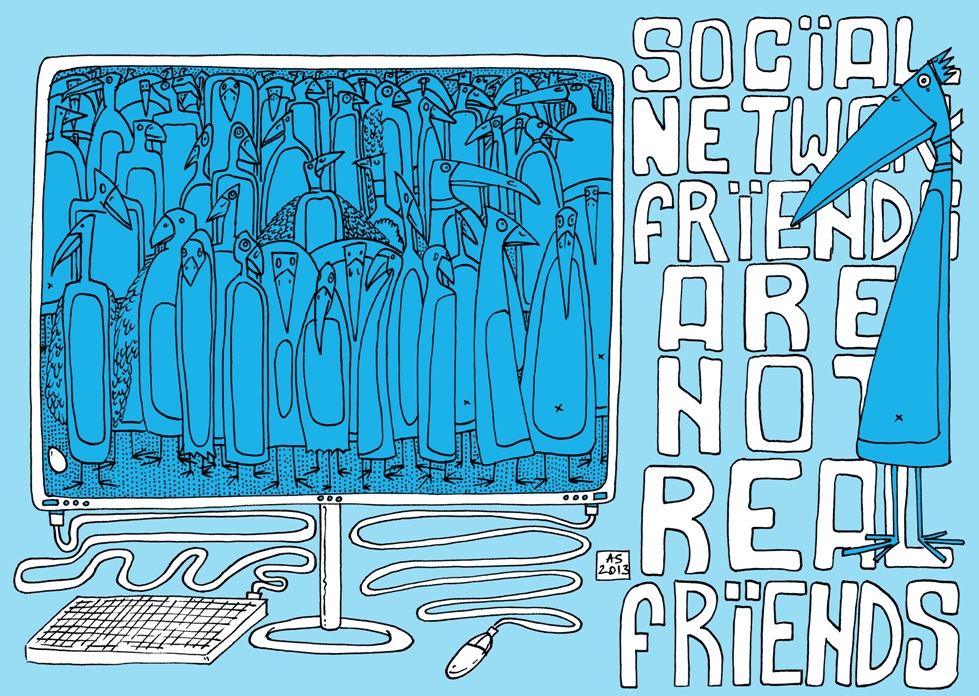 SOCÏAL
NETWORK
FRÏENDS
ARE
NOT
REAL
FRÏENDS
AS
2013